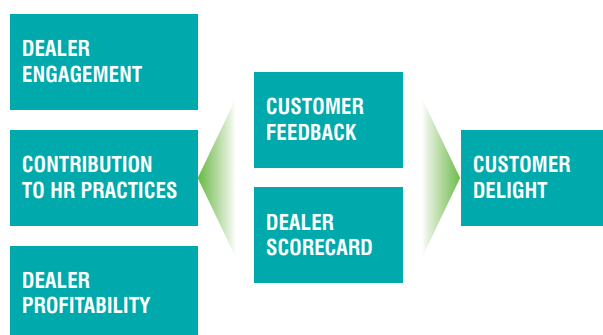 DEALER
ENGAGEMENT
CONTRIBUTION
TO HR PRACTICES
DEALER
PROFITABILITY
CUSTOMER
FEEDBACK
DEALER
SCORECARD
CUSTOMER
DELIGHT